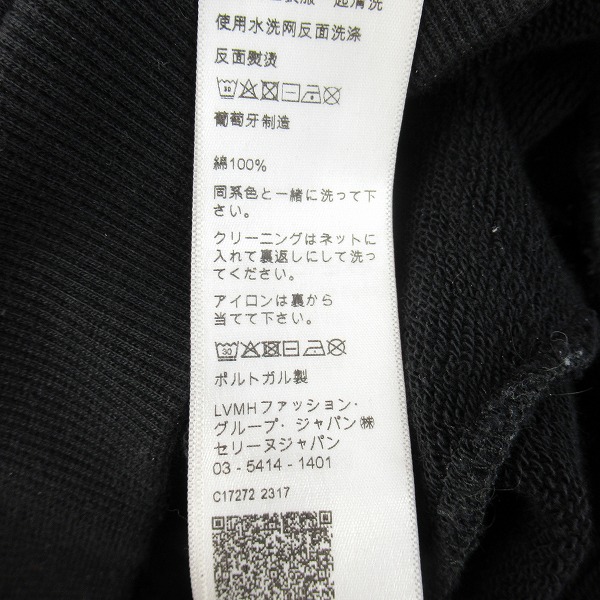 使用水洗网反面洗涤
反面熨烫
30
葡萄牙制造
綿100%
同系色と一緒に洗って下
さい。
クリーニングはネットに
入れて裏返しにして洗っ
てください。
アイロンは裏から
当てて下さい。
30
ポルトガル製
LVMHファッション・
グループ・ジャパン㈱
セリーヌジャパン
03 - 5414 - 1401
C17272 2317